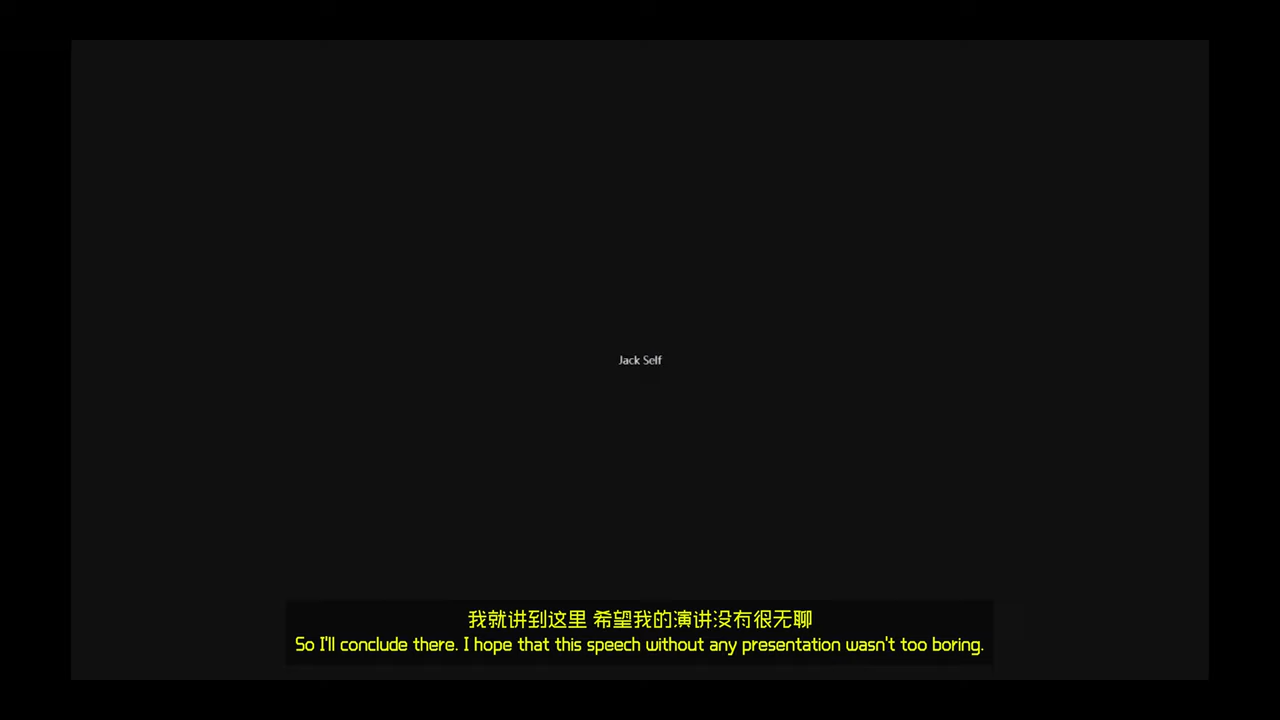 Jack Self
我就讲到这里 希望我的演讲没有很无聊
So I'll conclude there. I hope that this speech without any presentation wasn't too boring.